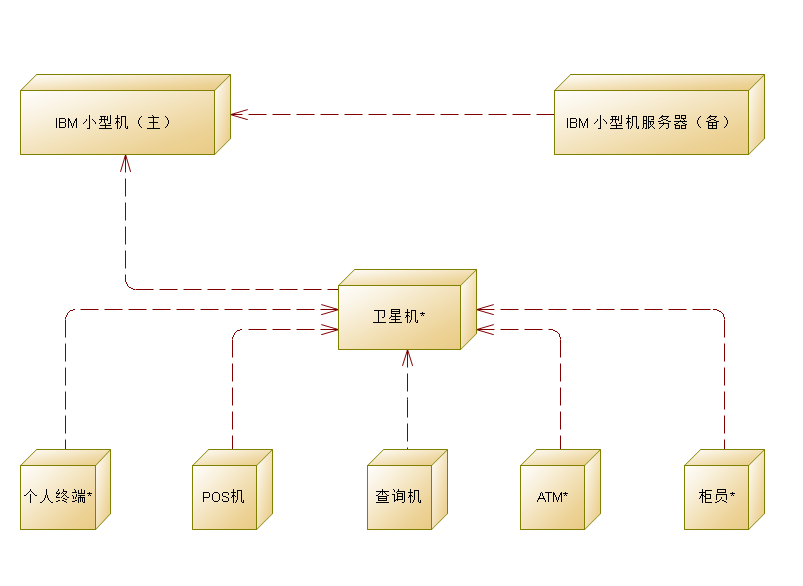 IBM 小型机（主）
IBM 小型机服务器（备）
卫星机*
个人终端*
POS机
查询机
ATM*
柜员*